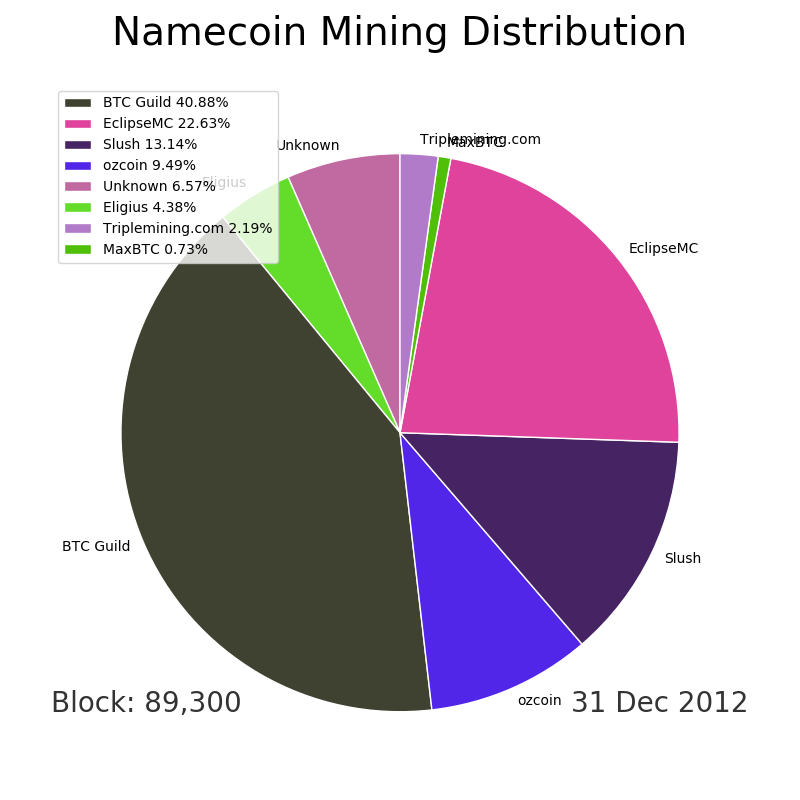 Namecoin Mining Distribution
BTC Guild 40.88%
EclipseMC 22.63%
Slush 13.14%
ozcoin 9.49%
Unknown 6.57%
Eligius 4.38%
Triplemining.com 2.19%
MaxBTC 0.73%
Unknown
Triplemining.com
MaxBTC
Eligius
EclipseMC
BTC Guild
Slush
ozcoin
Block: 89,300
31 Dec 2012